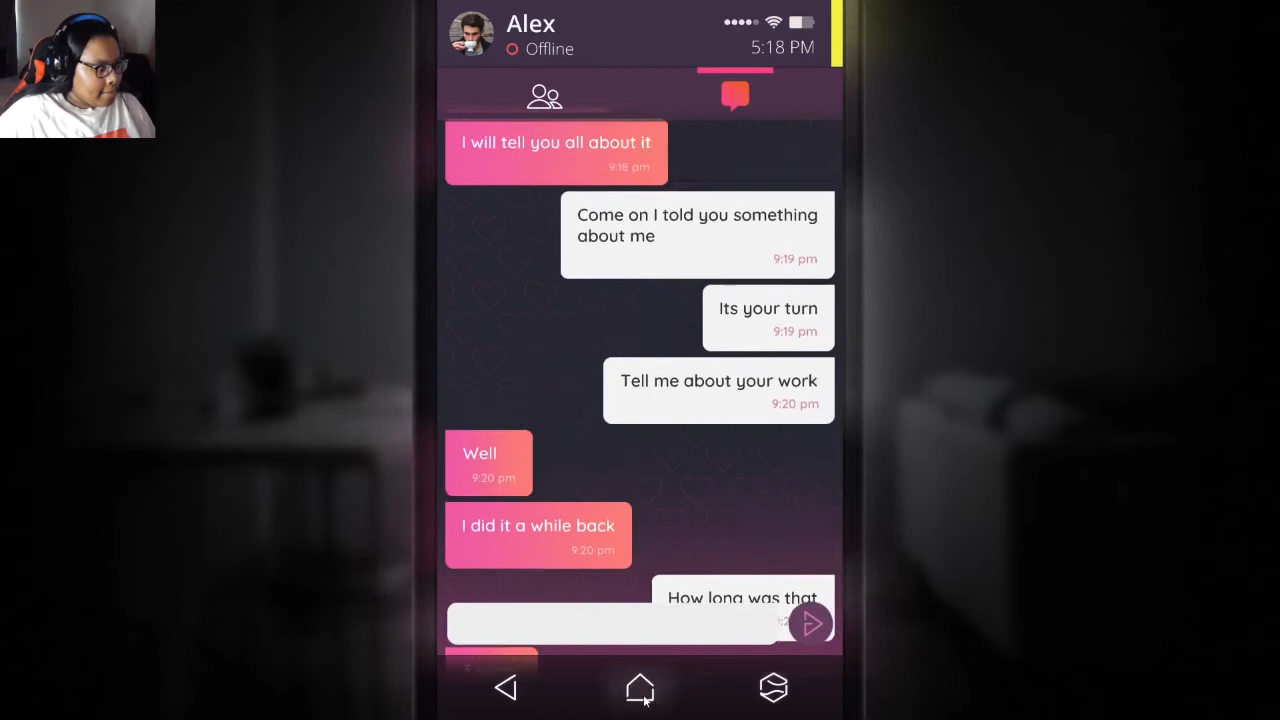 Alex
Offline
5:18 PM
I will tell you all about it
9:18 pm
Come on I told you something
about me
9:19 pm
Its your turn
9:19 pm
Tell me about your work
9:20 pm
Well
9:20 pm
I did it a while back
9:20 pm
How long was that